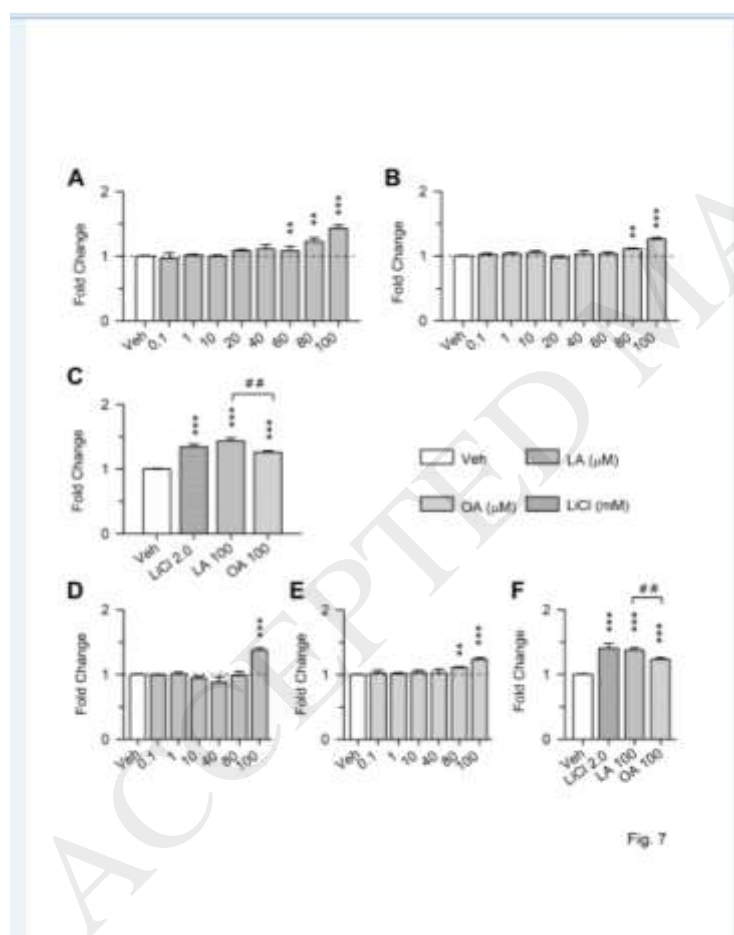 A
Fold Change
2
1
0
**
**
***
Veh 0.1 1 10 20 40 60 80 100
B
Fold Change
2
1
0
**
***
Veh 0.1 1 10 20 40 60 80 100
C
Fold Change
2
1
0
***
***
##
***
Veh LiCl 2.0 LA 100 OA 100
Veh
LA (μM)
OA (μM)
LiCl (mM)
D
Fold Change
2
1
0
***
Veh 0.1 1 10 40 80 100
E
Fold Change
2
1
0
**
***
Veh 0.1 1 10 40 80 100
F
Fold Change
2
1
0
***
***
##
***
Veh LiCl 2.0 LA 100 OA 100
Fig. 7
ACCEPTED MA